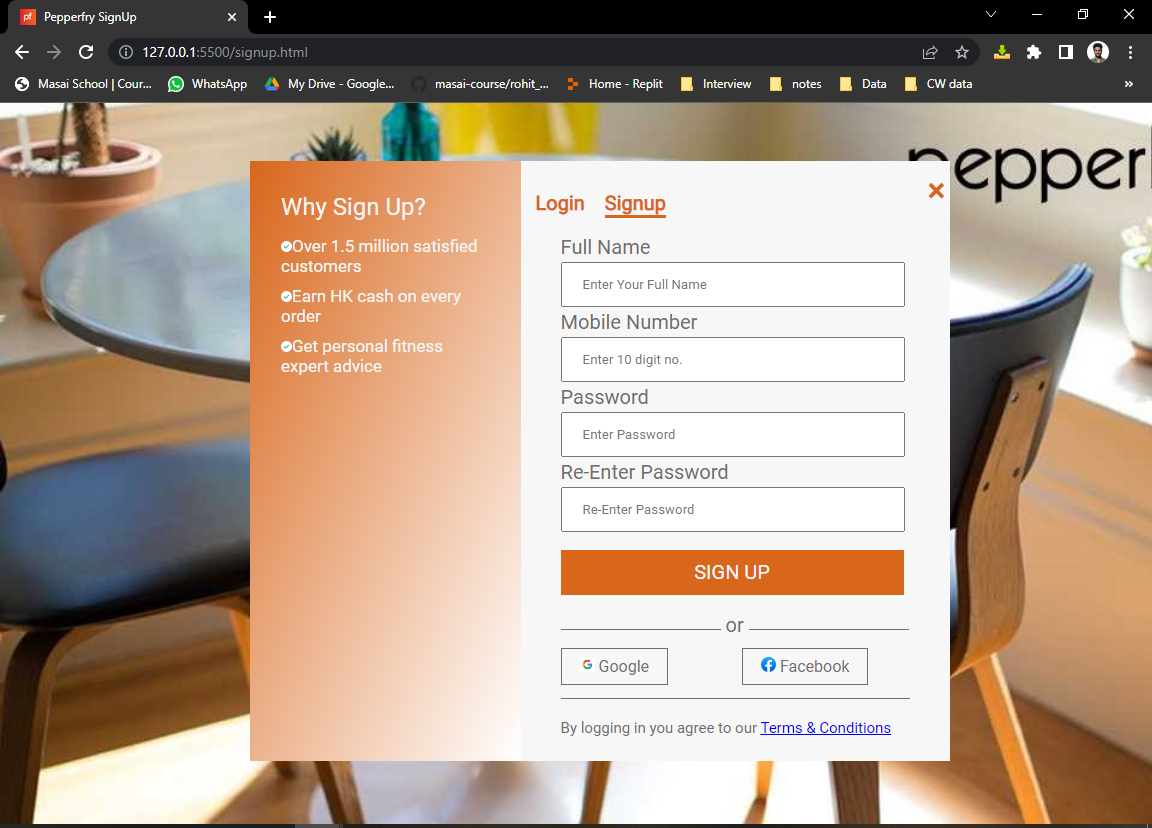 pf Pepperfry SignUp
127.0.0.1:5500/signup.html
Masai School | Cour... WhatsApp My Drive - Google... masai-course/rohit_... Home - Replit Interview notes Data CW data »
pepper
Why Sign Up?
Over 1.5 million satisfied
customers
Earn HK cash on every
order
Get personal fitness
expert advice
Login Signup
Full Name
Enter Your Full Name
Mobile Number
Enter 10 digit no.
Password
Enter Password
Re-Enter Password
Re-Enter Password
SIGN UP
or
Google Facebook
By logging in you agree to our Terms & Conditions